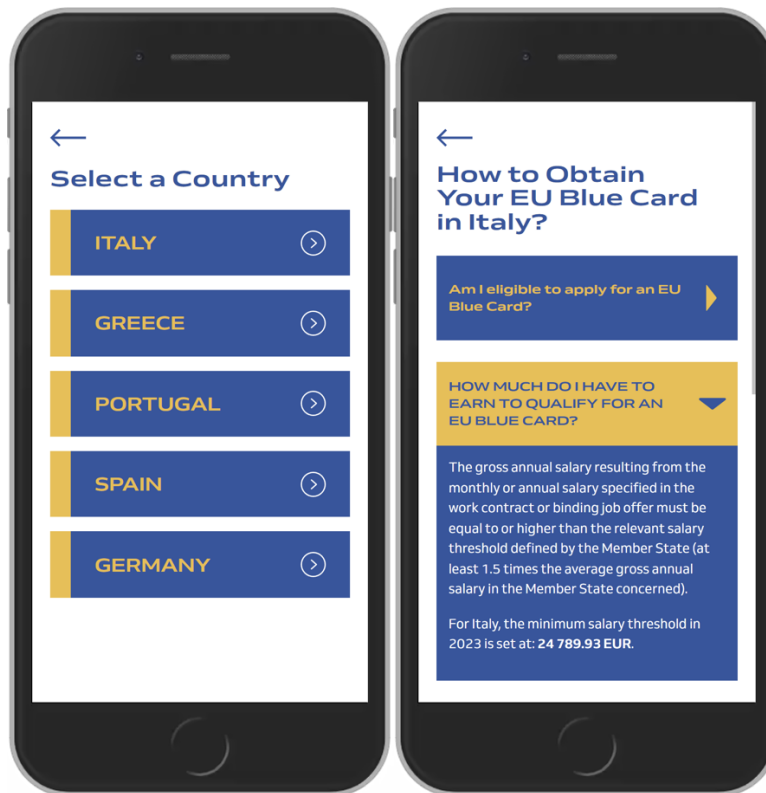 Select a Country
ITALY
GREECE
PORTUGAL
SPAIN
GERMANY
How to Obtain
Your EU Blue Card
in Italy?
Am I eligible to apply for an EU
Blue Card?
HOW MUCH DO I HAVE TO
EARN TO QUALIFY FOR AN
EU BLUE CARD?
The gross annual salary resulting from the
monthly or annual salary specified in the
work contract or binding job offer must be
equal to or higher than the relevant salary
threshold defined by the Member State (at
least 1.5 times the average gross annual
salary in the Member State concerned).
For Italy, the minimum salary threshold in
2023 is set at: 24 789.93 EUR.